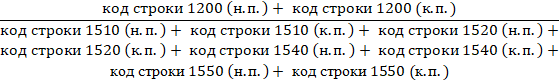 код строки 1200 (н.п.) + код строки 1200 (к.п.)
код строки 1510 (н.п.) + код строки 1510 (к.п.) + код строки 1520 (н.п.) +
код строки 1520 (к.п.) + код строки 1540 (н.п.) + код строки 1540 (к.п.) +
код строки 1550 (н.п.) + код строки 1550 (к.п.)